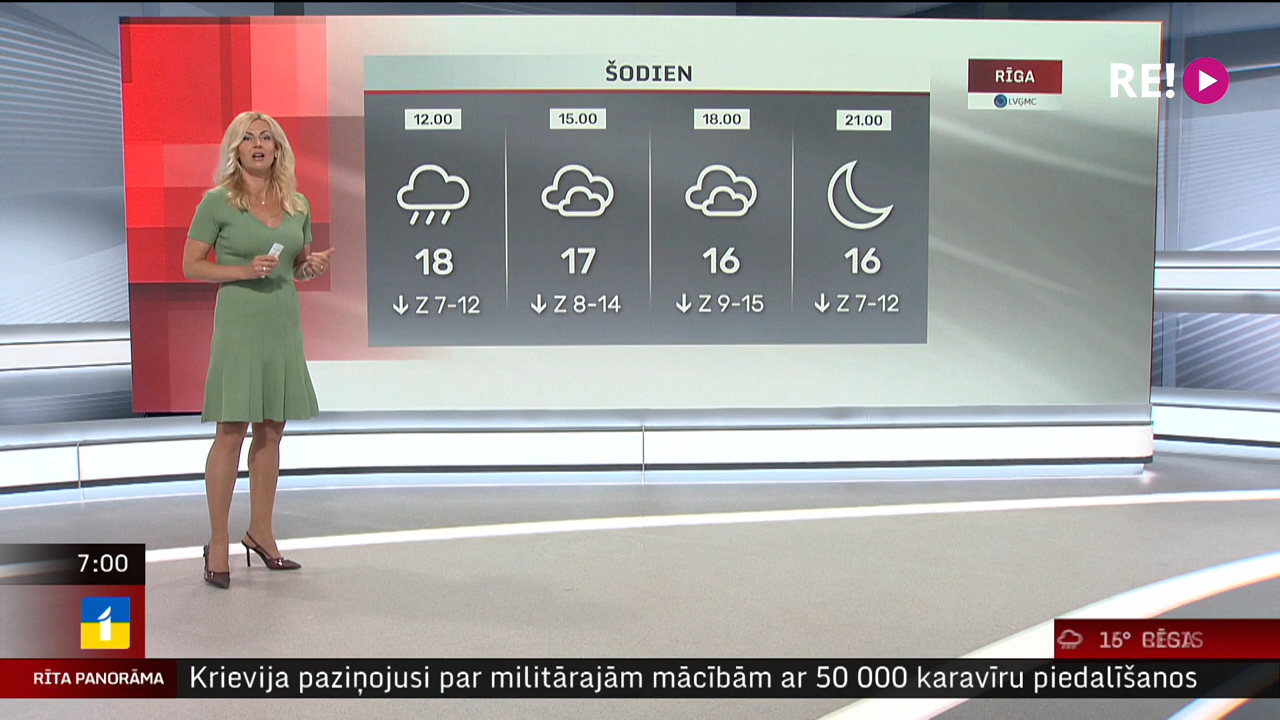 ŠODIEN
RĪGA
LVĢMC
RE!
12.00
15.00
18.00
21.00
18
17
16
16
Z 7-12
Z 8-14
Z 9-15
Z 7-12
7:00
1
15°
RĪTA PANORĀMA
Krievija paziņojusi par militārajām mācībām ar 50 000 karavīru piedalīšanos